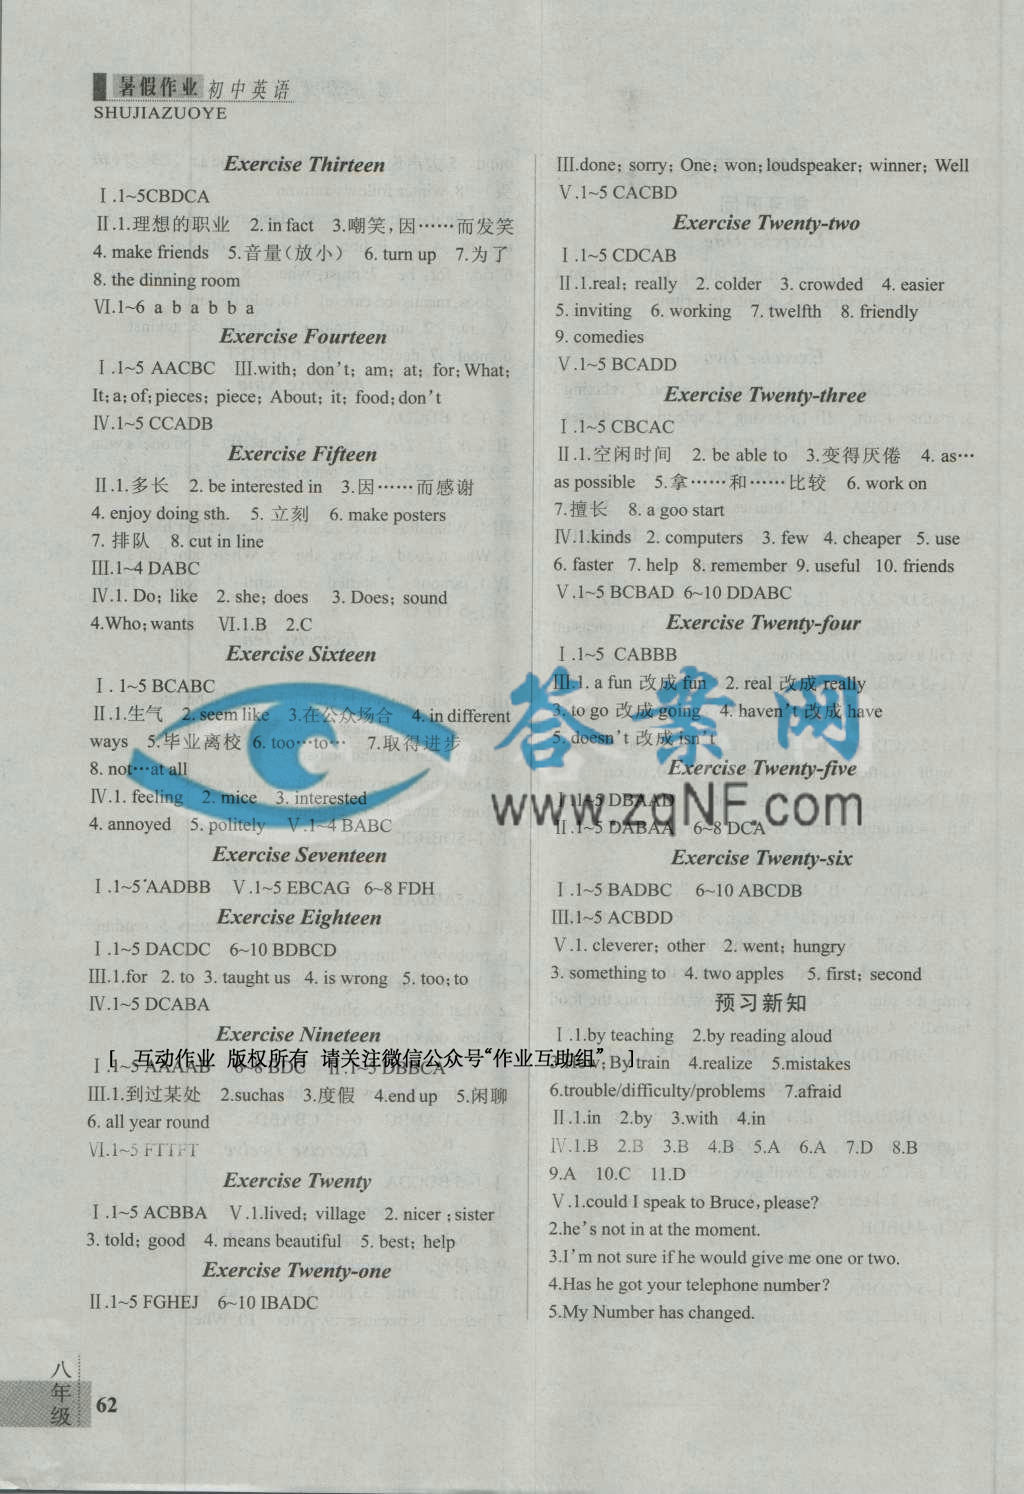 暑假作业 初中英语
SHUJIAZUOYE
Exercise Thirteen
Ⅰ.1~5CBDCA
Ⅱ.1.理想的职业 2. in fact 3.嘲笑,因……而发笑
4. make friends 5.音量(放小) 6. turn up 7.为了
8. the dinning room
Ⅵ.1~6 a b a b b a
Exercise Fourteen
Ⅰ.1~5 AACBC Ⅲ.with; don't; am; at; for; What;
It; a; of; pieces; piece; About; it; food; don't
Ⅳ.1~5 CCADB
Exercise Fifteen
Ⅱ.1.多长 2. be interested in 3.因……而感谢
4. enjoy doing sth. 5. 立刻 6. make posters
7. 排队 8. cut in line
Ⅲ.1~4 DABC
Ⅳ.1. Do; like 2. she; does 3. Does; sound
4.Who; wants Ⅵ.1.B 2.C
Exercise Sixteen
Ⅰ. 1~5 BCABC
Ⅱ.1.生气 2. seem like 3.在公众场合 4. in different
ways 5.毕业离校 6. too…to… 7.取得进步
8. not…at all
Ⅳ.1. feeling 2. mice 3. interested
4. annoyed 5. politely Ⅴ.1~4 BABC
Exercise Seventeen
Ⅰ.1~5 AADBB Ⅴ.1~5 EBCAG 6~8 FDH
Exercise Eighteen
Ⅰ.1~5 DACDC 6~10 BDBCD
Ⅲ.1.for 2. to 3. taught us 4. is wrong 5. too; to
Ⅳ.1~5 DCABA
Exercise Nineteen
Ⅰ.1~5 AAAAB 6~8 BDC Ⅱ.1~5 DBBCA
[ 互动作业 版权所有 请关注微信公众号“作业互助组” ]
Ⅲ.1.到过某处 2.suchas 3.度假 4.end up 5.闲聊
6. all year round
Ⅵ.1~5 FTTFT
Exercise Twenty
Ⅰ.1~5 ACBBA Ⅴ.1.lived; village 2. nicer ; sister
3. told; good 4. means beautiful 5. best; help
Exercise Twenty-one
Ⅱ.1~5 FGHEJ 6~10 IBADC
Ⅲ.done; sorry; One; won; loudspeaker; winner; Well
Ⅴ.1~5 CACBD
Exercise Twenty-two
Ⅰ.1~5 CDCAB
Ⅱ.1.real; really 2. colder 3. crowded 4. easier
5. inviting 6. working 7. twelfth 8. friendly
9. comedies
Ⅴ.1~5 BCADD
Exercise Twenty-three
Ⅰ.1~5 CBCAC
Ⅱ.1.空闲时间 2. be able to 3.变得厌倦 4. as…
as possible 5.拿……和……比较 6. work on
7.擅长 8. a goo start
Ⅳ.1.kinds 2. computers 3. few 4. cheaper 5. use
6. faster 7. help 8. remember 9. useful 10. friends
Ⅴ.1~5 BCBAD 6~10 DDABC
Exercise Twenty-four
Ⅰ.1~5 CABBB
Ⅲ.1. a fun 改成 fun 2. real 改成 really
3. to go 改成 going 4. haven't 改成 have
5. doesn't 改成 isn't
Exercise Twenty-five
Ⅰ.1~5 DBAAD
Ⅱ.1~5 DABAA 6~8 DCA
Exercise Twenty-six
Ⅰ.1~5 BADBC 6~10 ABCDB
Ⅲ.1~5 ACBDD
Ⅴ.1. cleverer; other 2. went; hungry
3. something to 4. two apples 5. first; second
预习新知
Ⅰ.1.by teaching 2.by reading aloud
3.How; By train 4.realize 5.mistakes
6.trouble/difficulty/problems 7.afraid
Ⅱ.1.in 2.by 3.with 4.in
Ⅳ.1.B 2.B 3.B 4.B 5.A 6.A 7.D 8.B
9.A 10.C 11.D
Ⅴ.1.could I speak to Bruce, please?
2.he's not in at the moment.
3.I'm not sure if he would give me one or two.
4.Has he got your telephone number?
5.My Number has changed.
答案网
www.zqNF.com
八年级
62